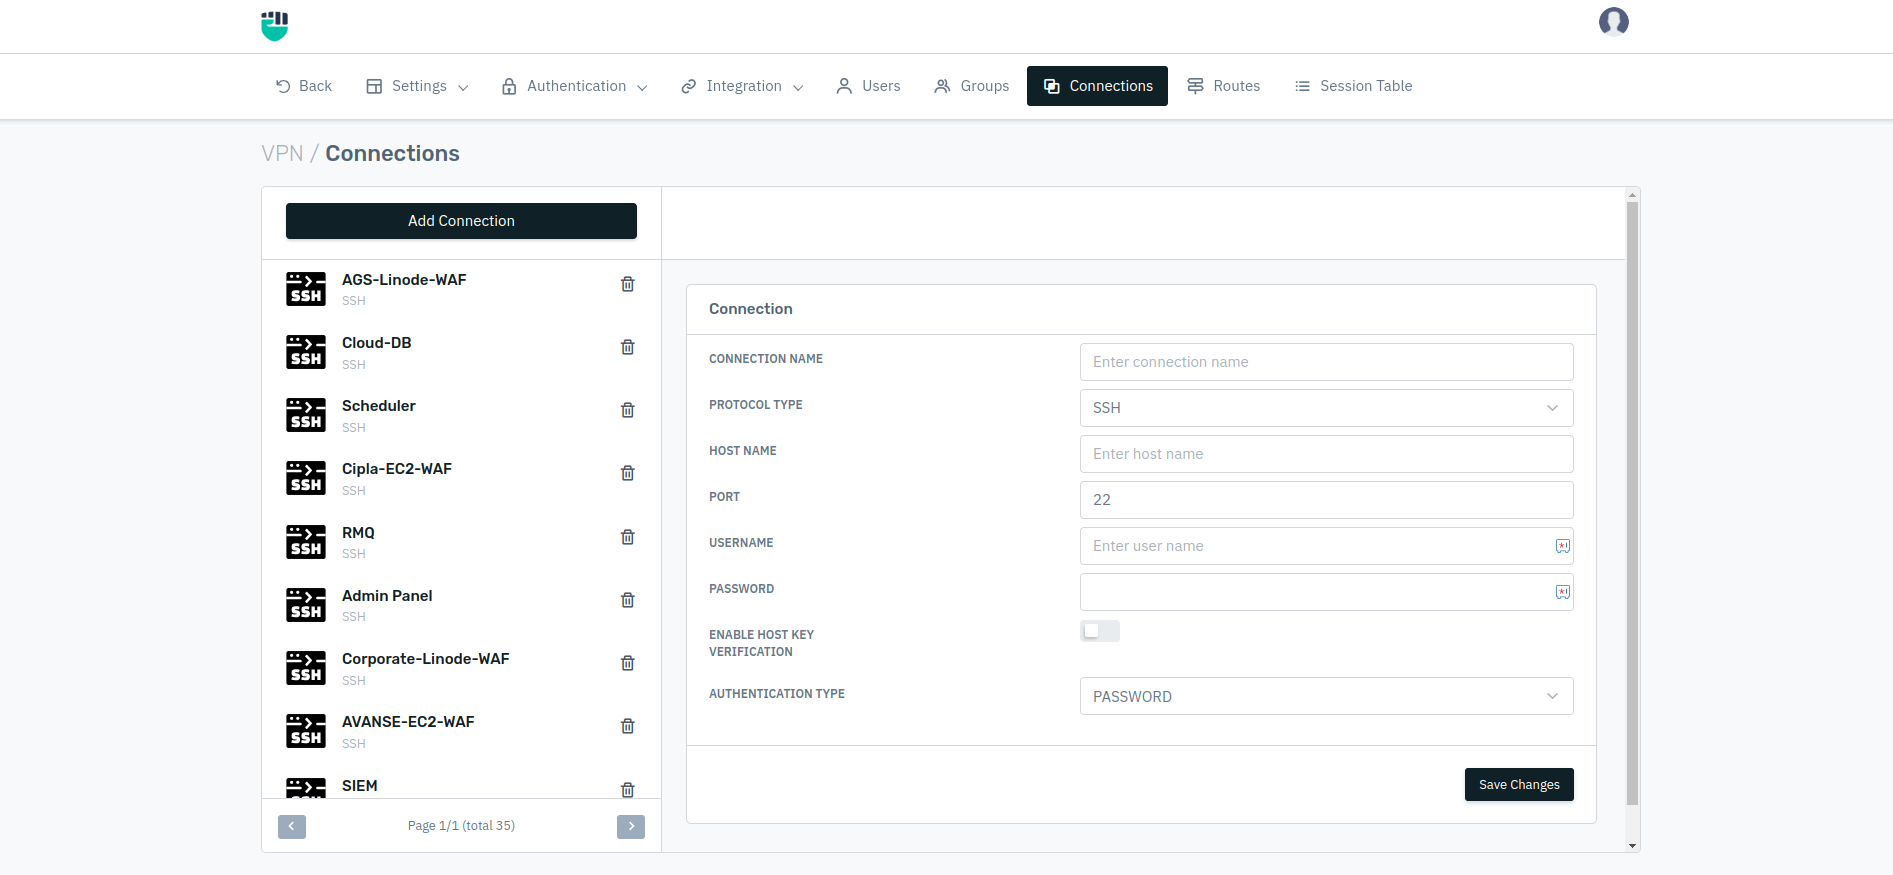 Back
Settings
Authentication
Integration
Users
Groups
Connections
Routes
Session Table
VPN / Connections
Add Connection
SSH
AGS-Linode-WAF
SSH
SSH
Cloud-DB
SSH
SSH
Scheduler
SSH
SSH
Cipla-EC2-WAF
SSH
SSH
RMQ
SSH
SSH
Admin Panel
SSH
SSH
Corporate-Linode-WAF
SSH
SSH
AVANSE-EC2-WAF
SSH
SIEM
Page 1/1 (total 35)
Connection
CONNECTION NAME
Enter connection name
PROTOCOL TYPE
SSH
HOST NAME
Enter host name
PORT
22
USERNAME
Enter user name
PASSWORD
ENABLE HOST KEY
VERIFICATION
AUTHENTICATION TYPE
PASSWORD
Save Changes